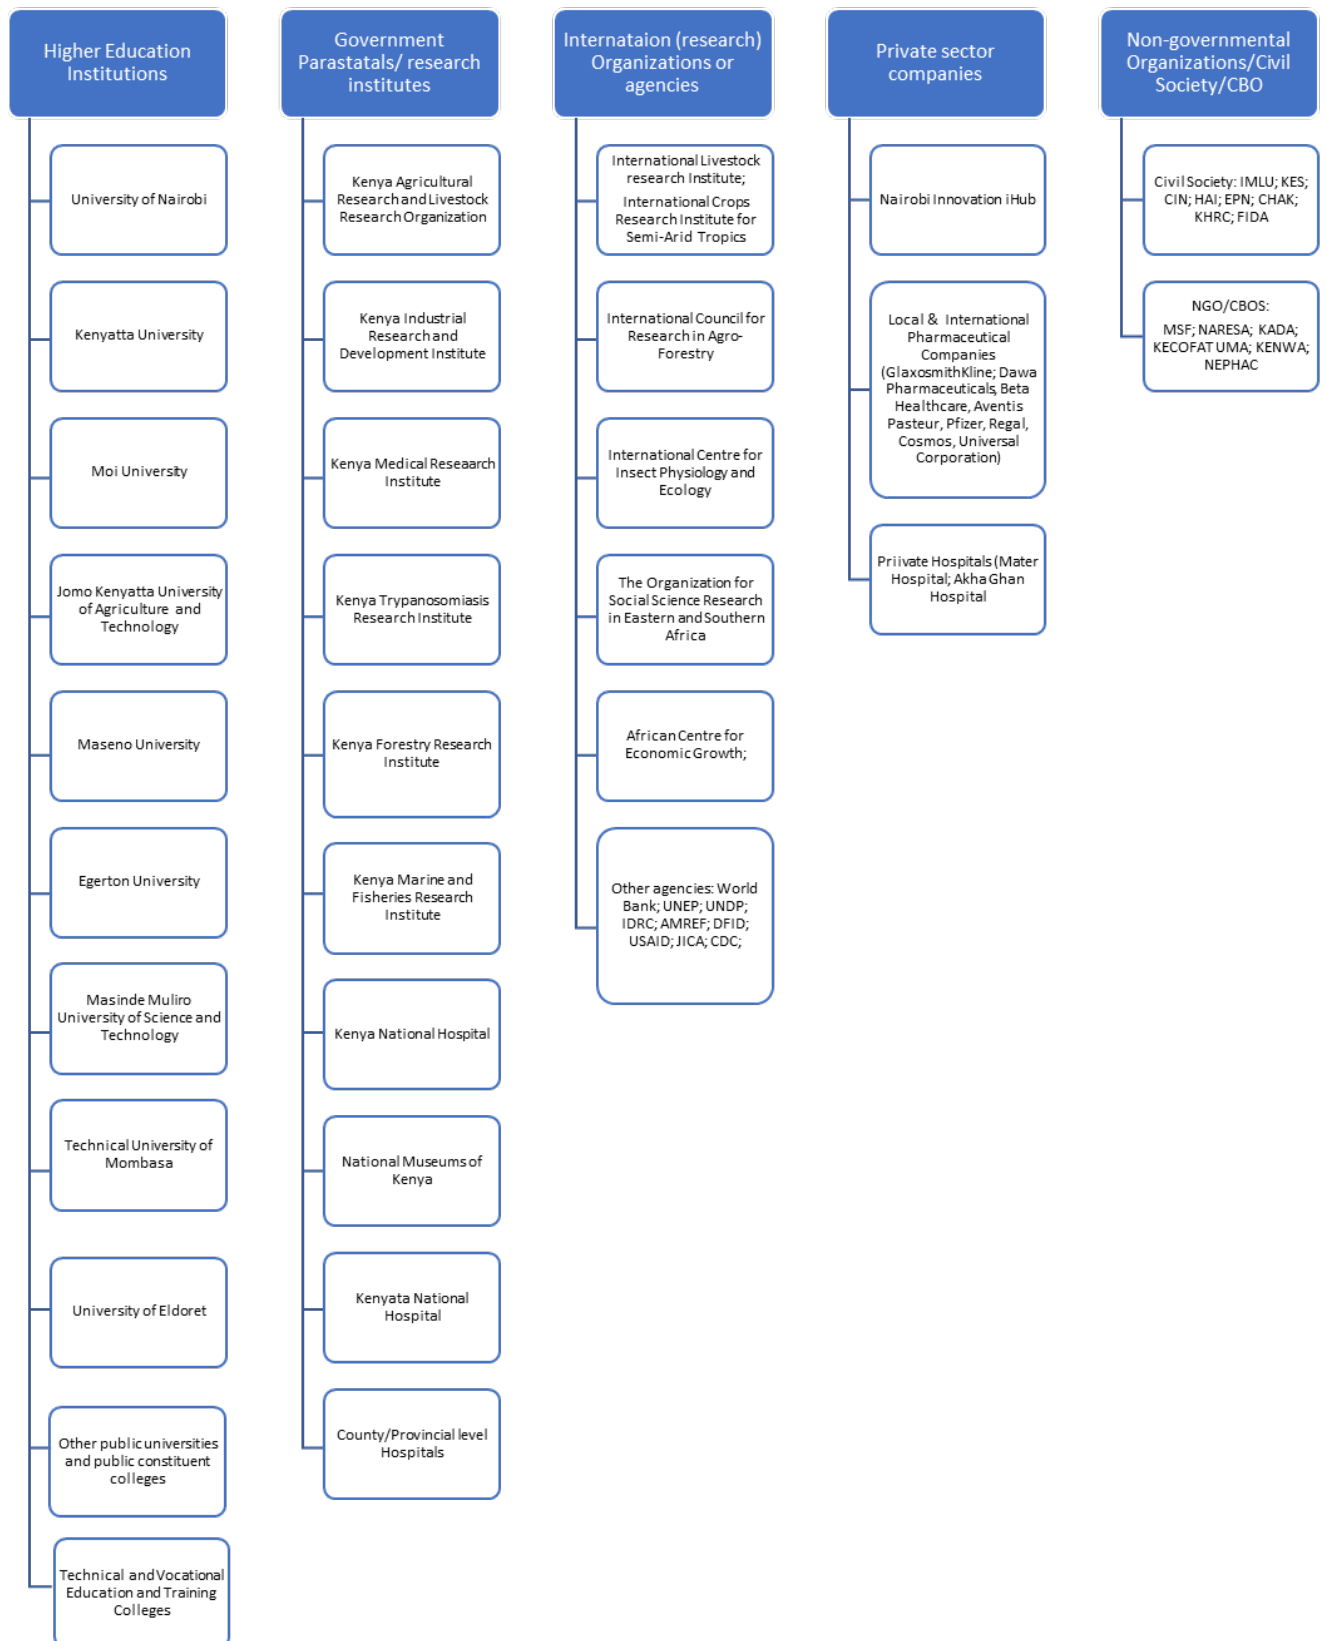 Higher Education
Institutions
University of Nairobi
Kenyatta University
Moi University
Jomo Kenyatta University
of Agriculture and
Technology
Maseno University
Egerton University
Masinde Muliro
University of Science and
Technology
Technical University of
Mombasa
University of Eldoret
Other public universities
and public constituent
colleges
Technical and Vocational
Education and Training
Colleges
Government
Parastatals/ research
institutes
Kenya Agricultural
Research and Livestock
Research Organization
Kenya Industrial
Research and
Development Institute
Kenya Medical Reseaarch
Institute
Kenya Trypanosomiasis
Research Institute
Kenya Forestry Research
Institute
Kenya Marine and
Fisheries Research
Institute
Kenya National Hospital
National Museums of
Kenya
Kenyata National
Hospital
County/Provincial level
Hospitals
Internataion (research)
Organizations or
agencies
International Livestock
research Institute;
International Crops
Research Institute for
Semi-Arid Tropics
International Council for
Research in Agro-
Forestry
International Centre for
Insect Physiology and
Ecology
The Organization for
Social Science Research
in Eastern and Southern
Africa
African Centre for
Economic Growth;
Other agencies: World
Bank; UNEP; UNDP;
IDRC; AMREF; DFID;
USAID; JICA; CDC;
Private sector
companies
Nairobi Innovation iHub
Local & International
Pharmaceutical
Companies
(GlaxosmithKline; Dawa
Pharmaceuticals, Beta
Healthcare, Aventis
Pasteur, Pfizer, Regal,
Cosmos, Universal
Corporation)
Priivate Hospitals (Mater
Hospital; Akha Ghan
Hospital
Non-governmental
Organizations/Civil
Society/CBO
Civil Society: IMLU; KES;
CIN; HAI; EPN; CHAK;
KHRC; FIDA
NGO/CBOS:
MSF; NARESA; KADA;
KECOFATUMA; KENWA;
NEPHAC